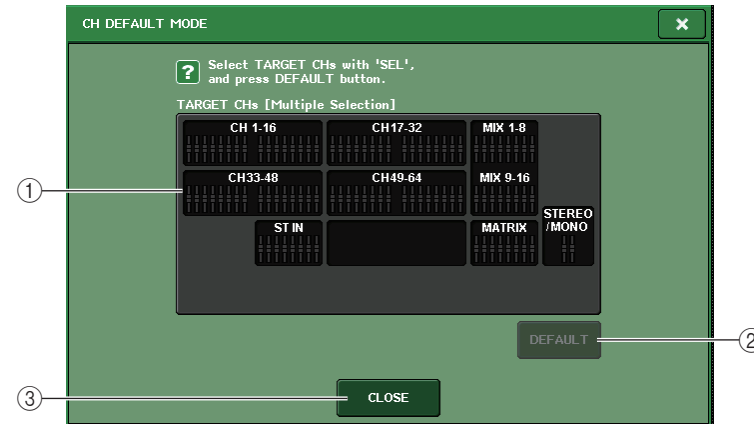 CH DEFAULT MODE
?
Select TARGET CHs with 'SEL',
and press DEFAULT button.
TARGET CHs [Multiple Selection]
CH 1-16
CH17-32
MIX 1-8
CH33-48
CH49-64
MIX 9-16
①
ST IN
MATRIX
STEREO
/MONO
DEFAULT
②
③
CLOSE